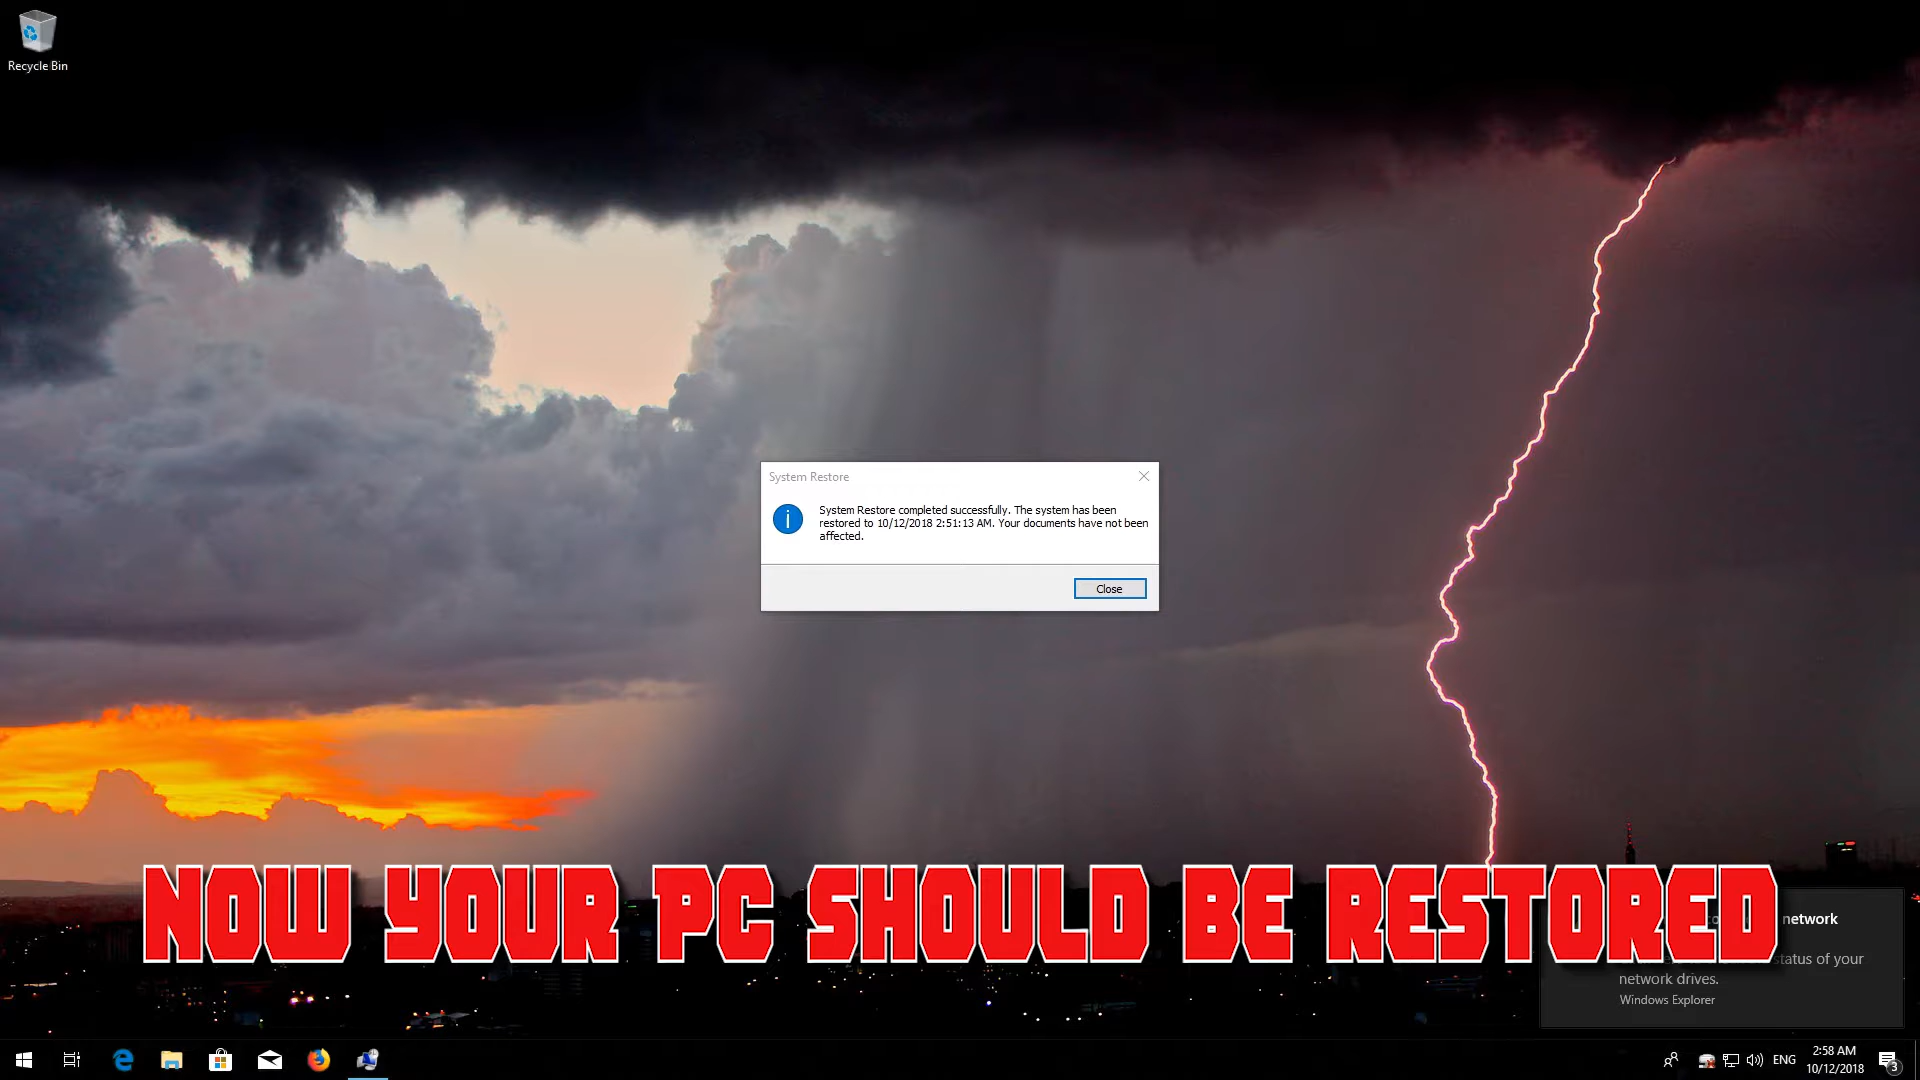 Recycle Bin
System Restore
System Restore completed successfully. The system has been
restored to 10/12/2018 2:51:13 AM. Your documents have not been
affected.
Close
NOW YOUR PC SHOULD BE RESTORED
network
status of your
network drives.
Windows Explorer
ENG
2:58 AM
10/12/2018
3